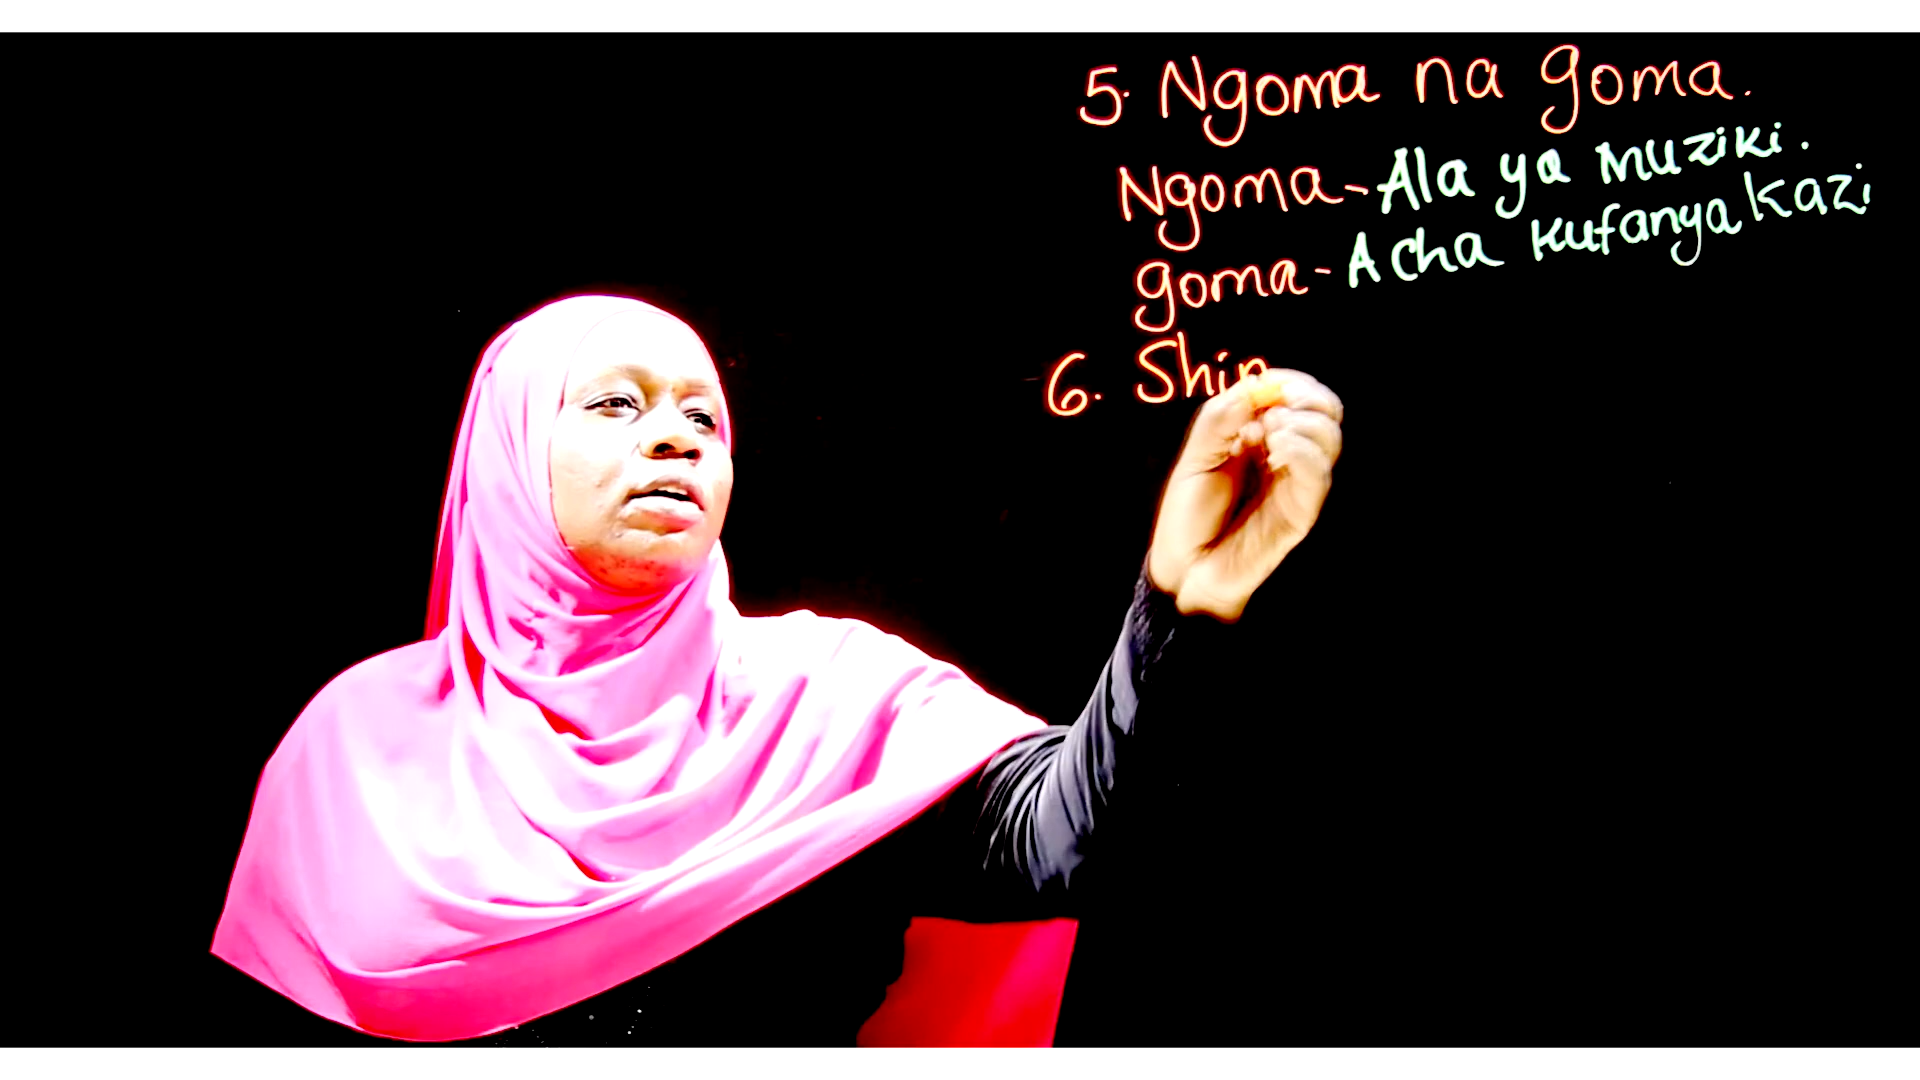 5. Ngoma na goma.
Ngoma - Ala ya muziki.
goma - Acha kufanya kazi
6. Shin